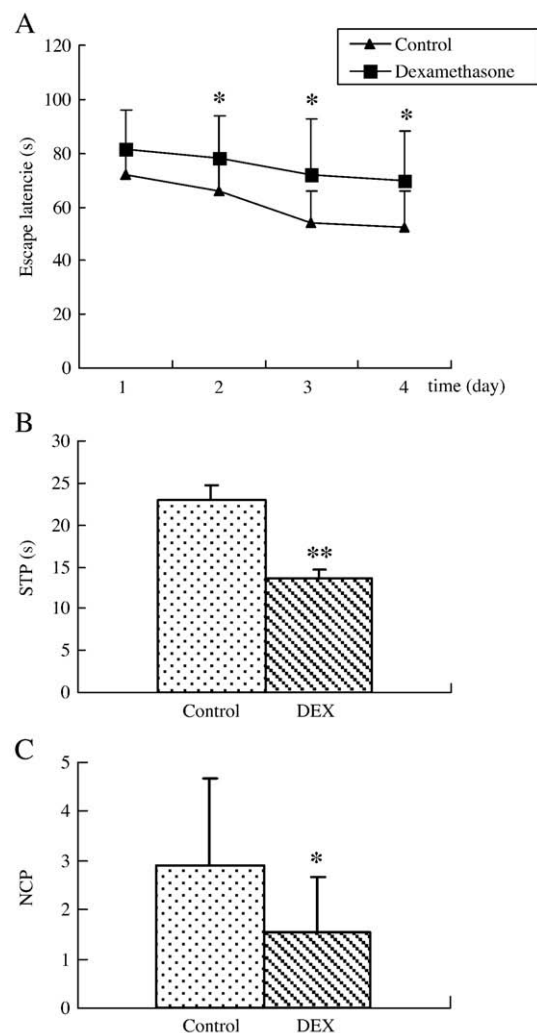 A
Control
Dexamethasone
120
100
80
60
40
20
0
Escape latencie (s)
* * *
1 2 3 4 time (day)
B
30
25
20
15
10
5
0
STP (s)
**
Control DEX
C
5
4
3
2
1
0
NCP
*
Control DEX